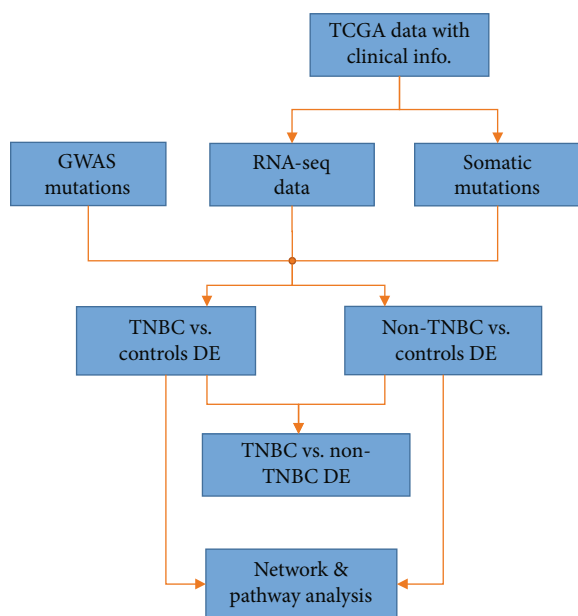 TCGA data with
clinical info.
GWAS
mutations
RNA-seq
data
Somatic
mutations
TNBC vs.
controls DE
Non-TNBC vs.
controls DE
TNBC vs. non-
TNBC DE
Network &
pathway analysis